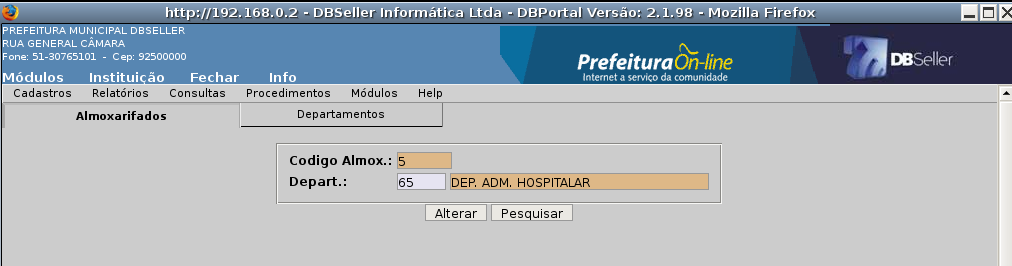 http://192.168.0.2 - DBSeller Informática Ltda - DBPortal Versão: 2.1.98 - Mozilla Firefox
PREFEITURA MUNICIPAL DBSELLER
RUA GENERAL CÂMARA
Fone: 51-30765101 - Cep: 92500000
Módulos Instituição Fechar Info
Prefeitura On-line
Internet a serviço da comunidade
DBSeller
Cadastros Relatórios Consultas Procedimentos Módulos Help
Almoxarifados Departamentos
Codigo Almox.: 5
Depart.: 65 DEP. ADM. HOSPITALAR
Alterar Pesquisar